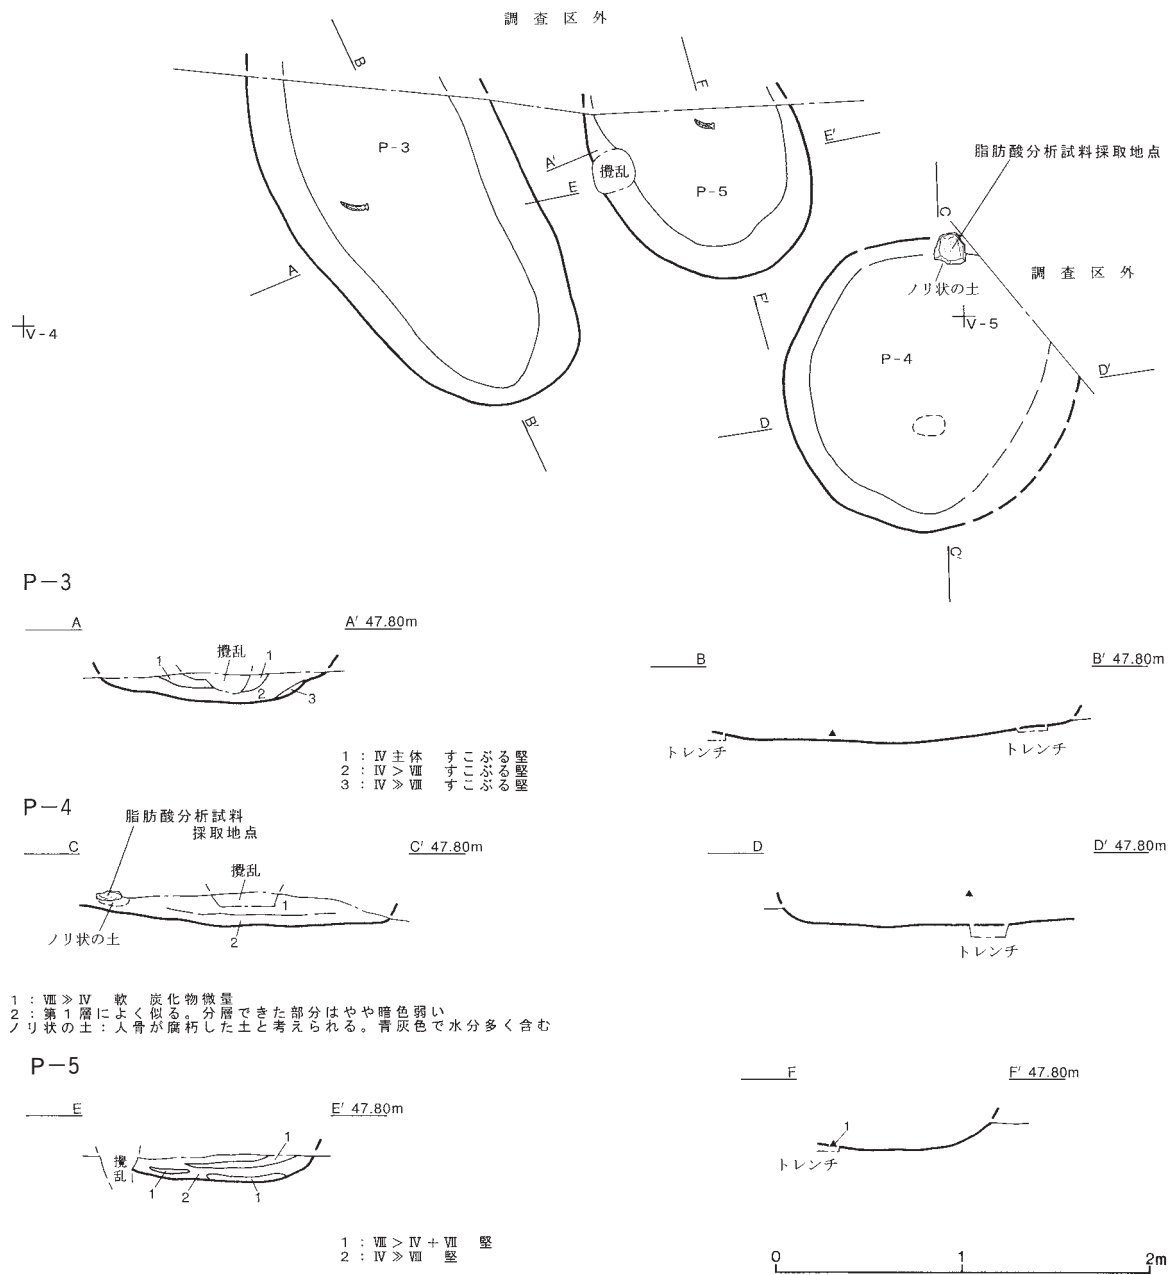 調査区外
B
F
P-3
A'
攪乱
E'
E
P-5
脂肪酸分析試料採取地点
C
調査区外
ノリ状の土
A
F'
V-4
V-5
P-4
D'
D
B'
C'
P-3
A
A' 47.80m
攪乱
1
1
2
3
B
B' 47.80m
トレンチ
トレンチ
1:Ⅳ主体 すこぶる堅
2:Ⅳ>Ⅷ すこぶる堅
3:Ⅳ≫Ⅷ すこぶる堅
P-4
脂肪酸分析試料
採取地点
C
C' 47.80m
攪乱
1
ノリ状の土
2
D
D' 47.80m
トレンチ
1:Ⅷ≫Ⅳ 軟 炭化物微量
2:第1層によく似る。分層できた部分はやや暗色弱い
ノリ状の土:人骨が腐朽した土と考えられる。青灰色で水分多く含む
P-5
E
E' 47.80m
攪乱
1
1
2
1
F
F' 47.80m
1
トレンチ
1:Ⅷ>Ⅳ+Ⅶ 堅
2:Ⅳ≫Ⅷ 堅
0
1
2m